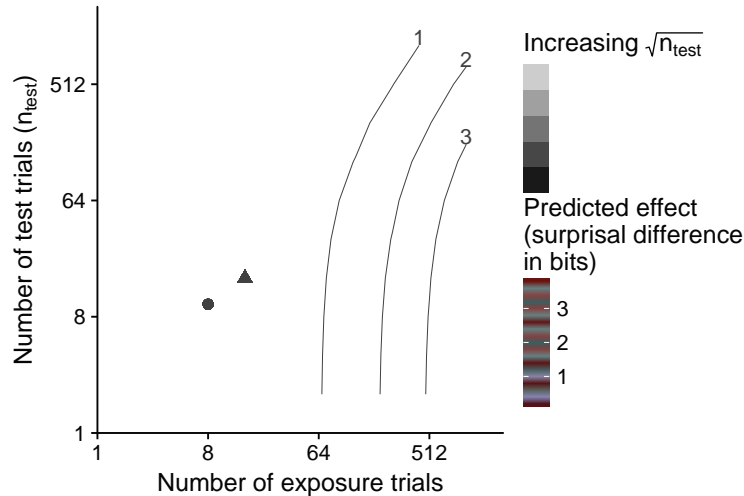 Number of test trials (n_test)
512
64
8
1
1
8
64
512
Number of exposure trials
1
2
3
Increasing √n_test
Predicted effect
(surprisal difference
in bits)
3
2
1